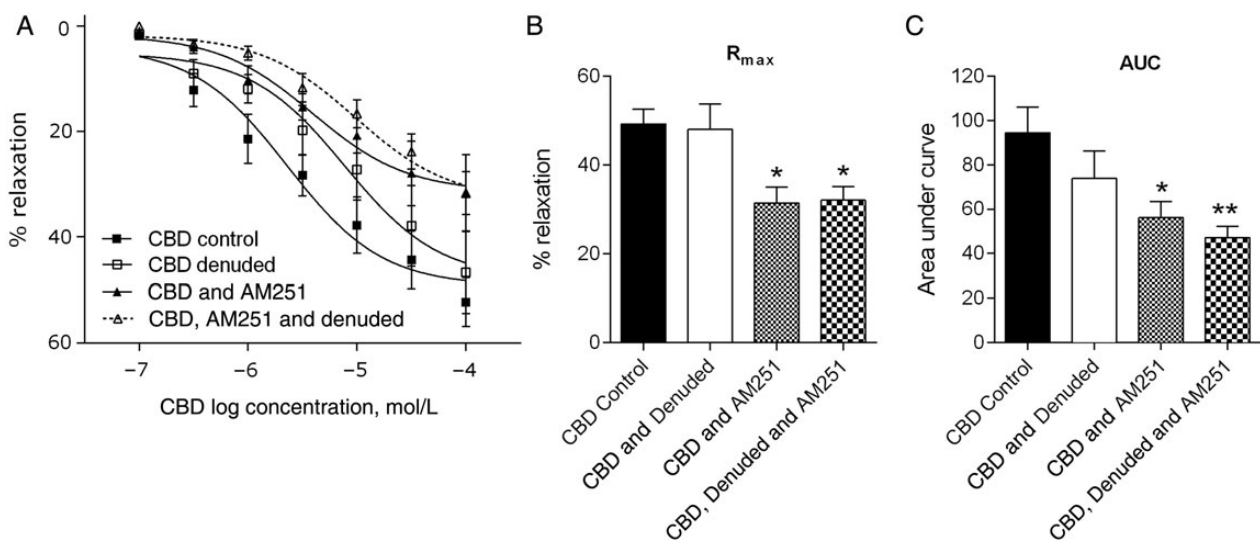 A
0
20
40
60
% relaxation
CBD control
CBD denuded
CBD and AM251
CBD, AM251 and denuded
−7
−6
−5
−4
CBD log concentration, mol/L
B
Rmax
60
40
20
0
% relaxation
*
*
CBD Control
CBD and Denuded
CBD and AM251
CBD, Denuded and AM251
C
AUC
120
100
80
60
40
20
0
Area under curve
*
**
CBD Control
CBD and Denuded
CBD and AM251
CBD, Denuded and AM251